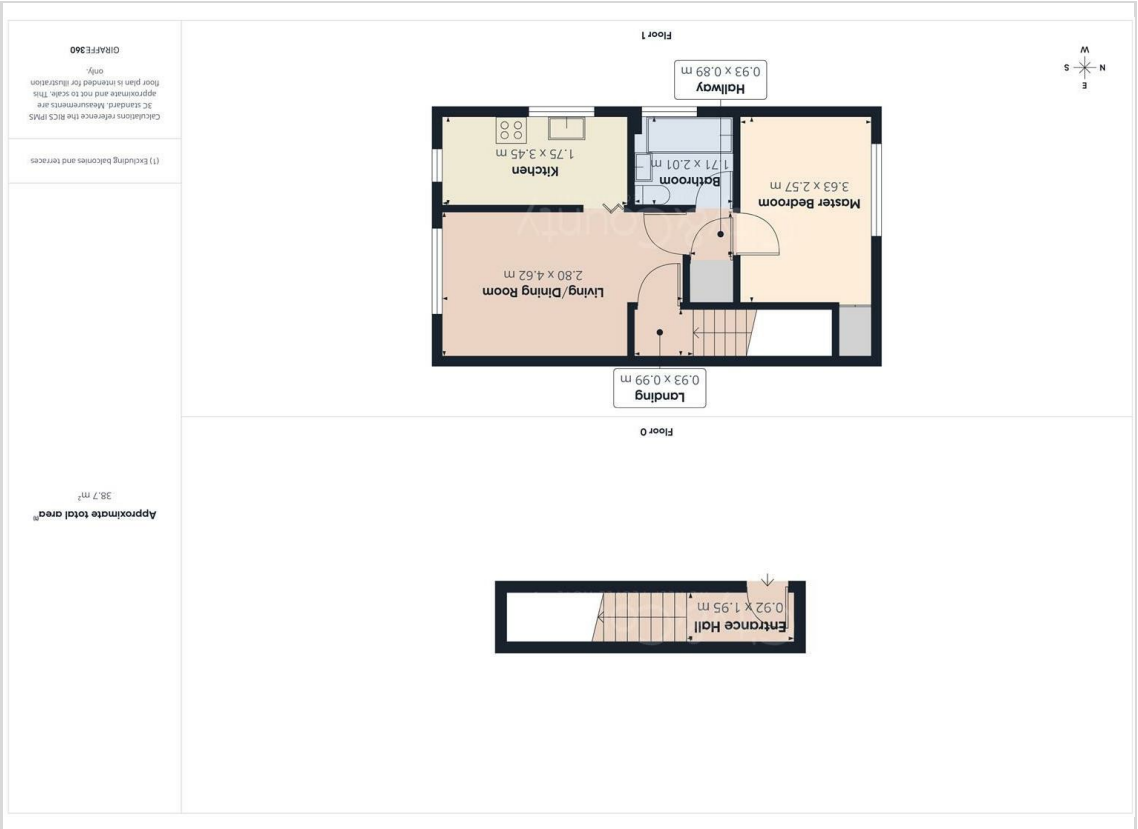 Entrance Hall
0.92 x 1.95 m
Floor 0
Landing
0.93 x 0.99 m
Living/Dining Room
2.80 x 4.62 m
Master Bedroom
3.63 x 2.57 m
Bathroom
1.71 x 2.01 m
Kitchen
1.75 x 3.45 m
Hallway
0.93 x 0.89 m
E
N S
W
Floor 1
Approximate total area⁽¹⁾
38.7 m²
(1) Excluding balconies and terraces
Calculations reference the RICS IPMS
3C standard. Measurements are
approximate and not to scale. This
floor plan is intended for illustration
only.
GIRAFFE360